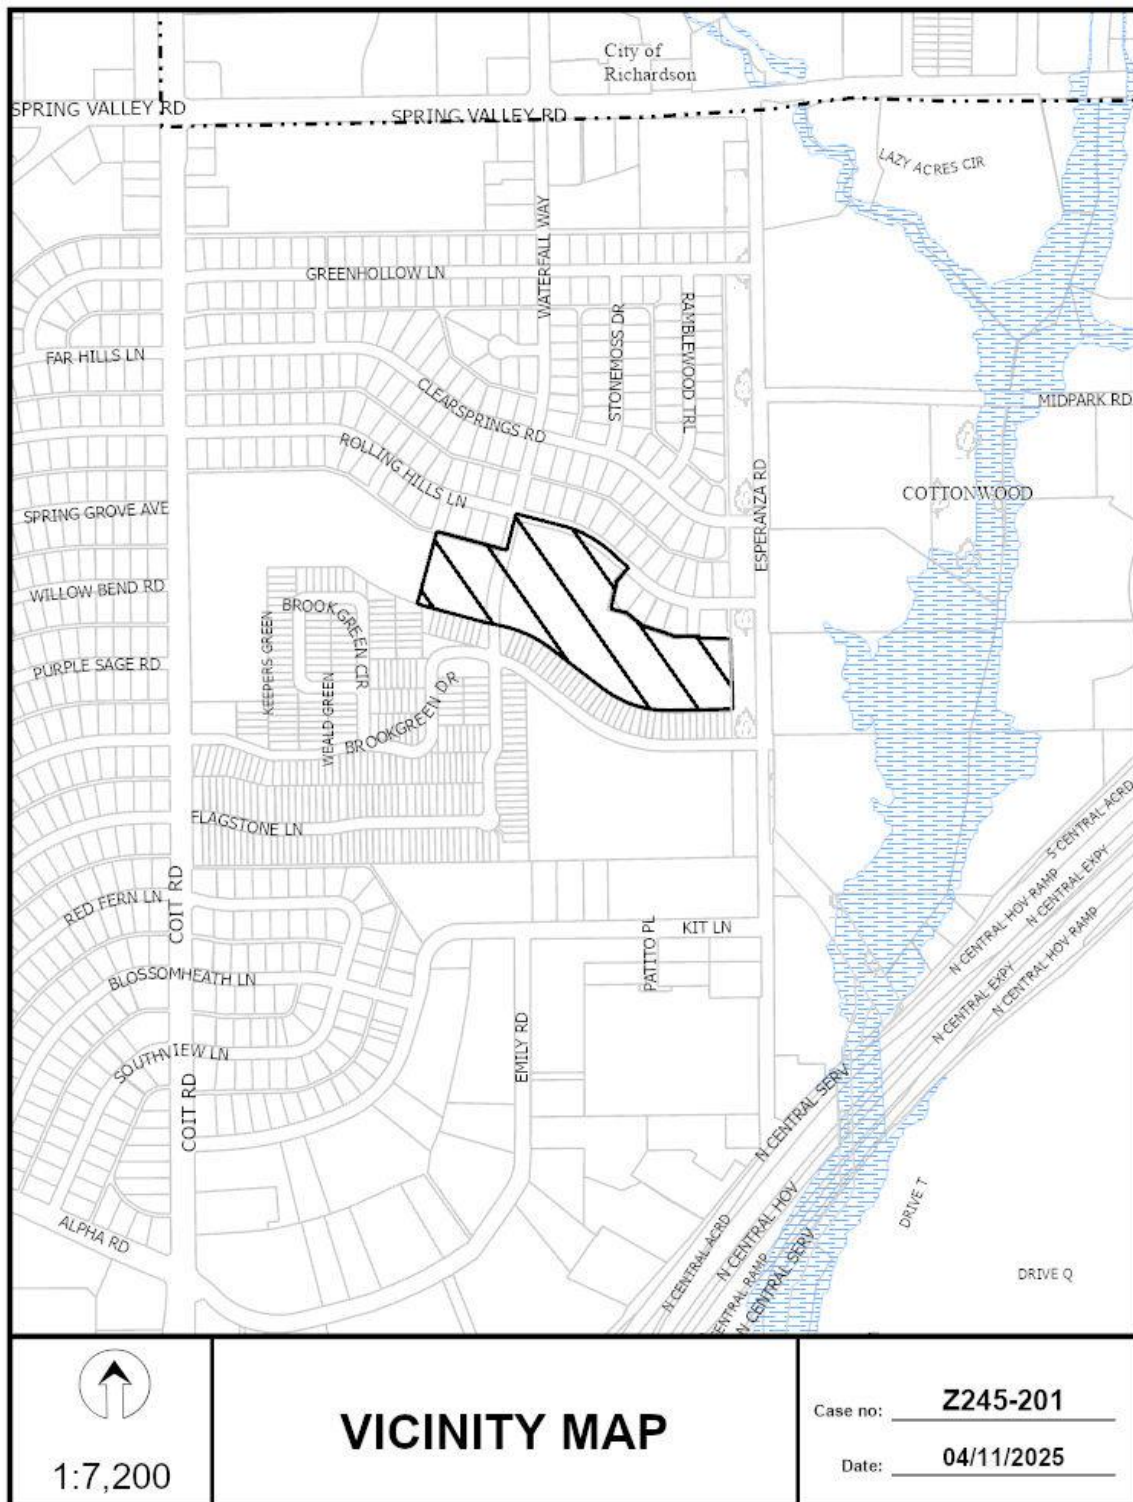 City of
Richardson
SPRING VALLEY RD
SPRING VALLEY RD
LAZY ACRES CIR
WATERFALL WAY
GREENHOLLOW LN
STONEMOSS DR
RAMBLEWOOD TRL
FAR HILLS LN
CLEARSPRINGS RD
MIDPARK RD
ROLLING HILLS LN
ESPERANZA RD
COTTONWOOD
SPRING GROVE AVE
WILLOW BEND RD
BROOKGREEN CIR
KEEPERS GREEN
PURPLE SAGE RD
WEALD GREEN
BROOKGREEN DR
FLAGSTONE LN
S CENTRAL ACRD
N CENTRAL HOV RAMP
N CENTRAL EXPY
COIT RD
RED FERN LN
KIT LN
PATITO PL
N CENTRAL EXPY
N CENTRAL HOV RAMP
BLOSSOMHEATH LN
EMILY RD
SOUTHVIEW LN
COIT RD
N CENTRAL SERV
DRIVE T
ALPHA RD
N CENTRAL ACRD
N CENTRAL HOV
CENTRAL RAMP
N CENTRAL SERV
DRIVE Q
1:7,200
VICINITY MAP
Case no: Z245-201
Date: 04/11/2025